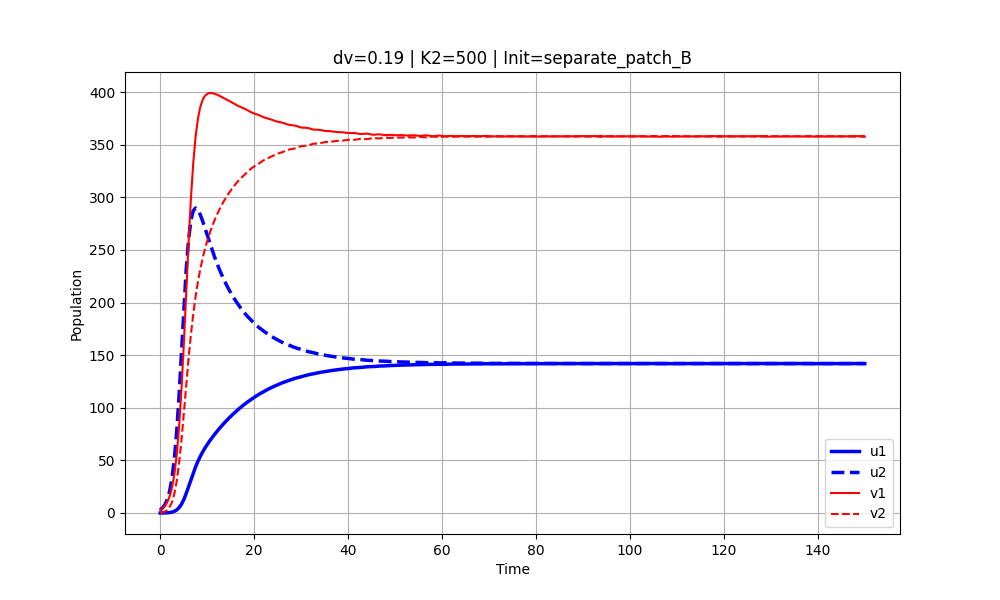 dv=0.19 | K2=500 | Init=separate_patch_B
Population
400
350
300
250
200
150
100
50
0
u1
u2
v1
v2
0 20 40 60 80 100 120 140
Time